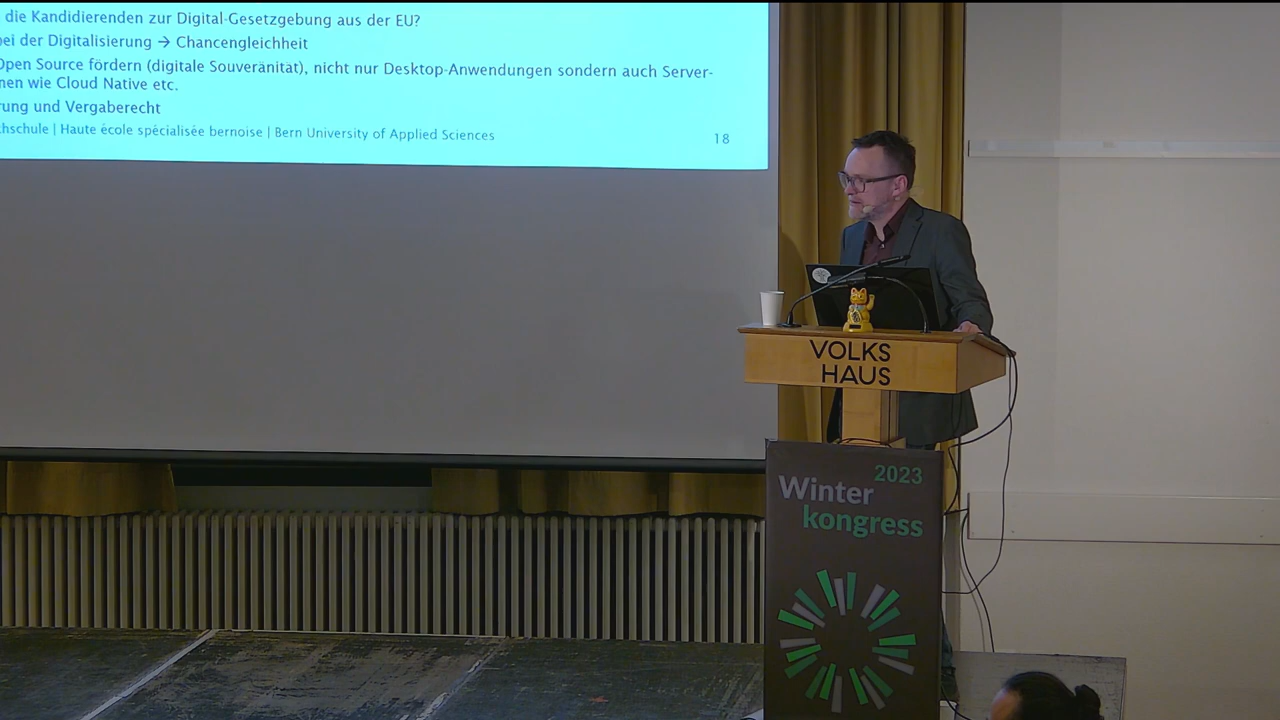 die Kandidierenden zur Digital-Gesetzgebung aus der EU?
bei der Digitalisierung → Chancengleichheit
Open Source fördern (digitale Souveränität), nicht nur Desktop-Anwendungen sondern auch Server-
nen wie Cloud Native etc.
rung und Vergaberecht
hschule | Haute école spécialisée bernoise | Bern University of Applied Sciences
18
VOLKS
HAUS
2023
Winter
kongress